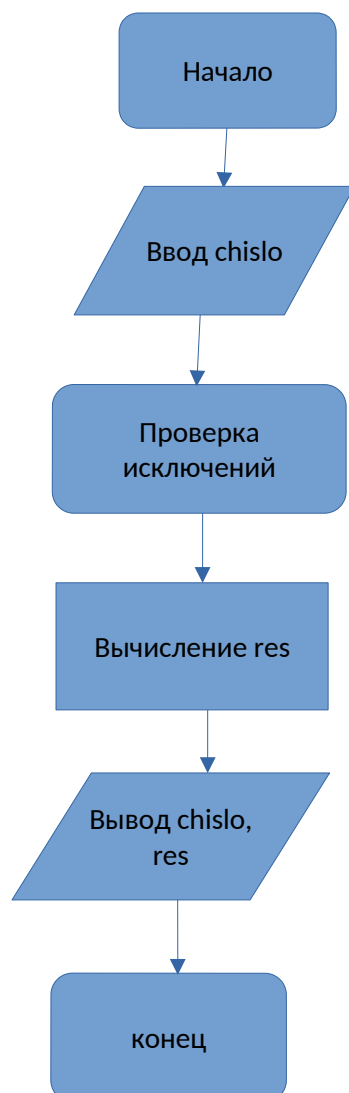 Начало
Ввод chislo
Проверка
исключений
Вычисление res
Вывод chislo,
res
конец